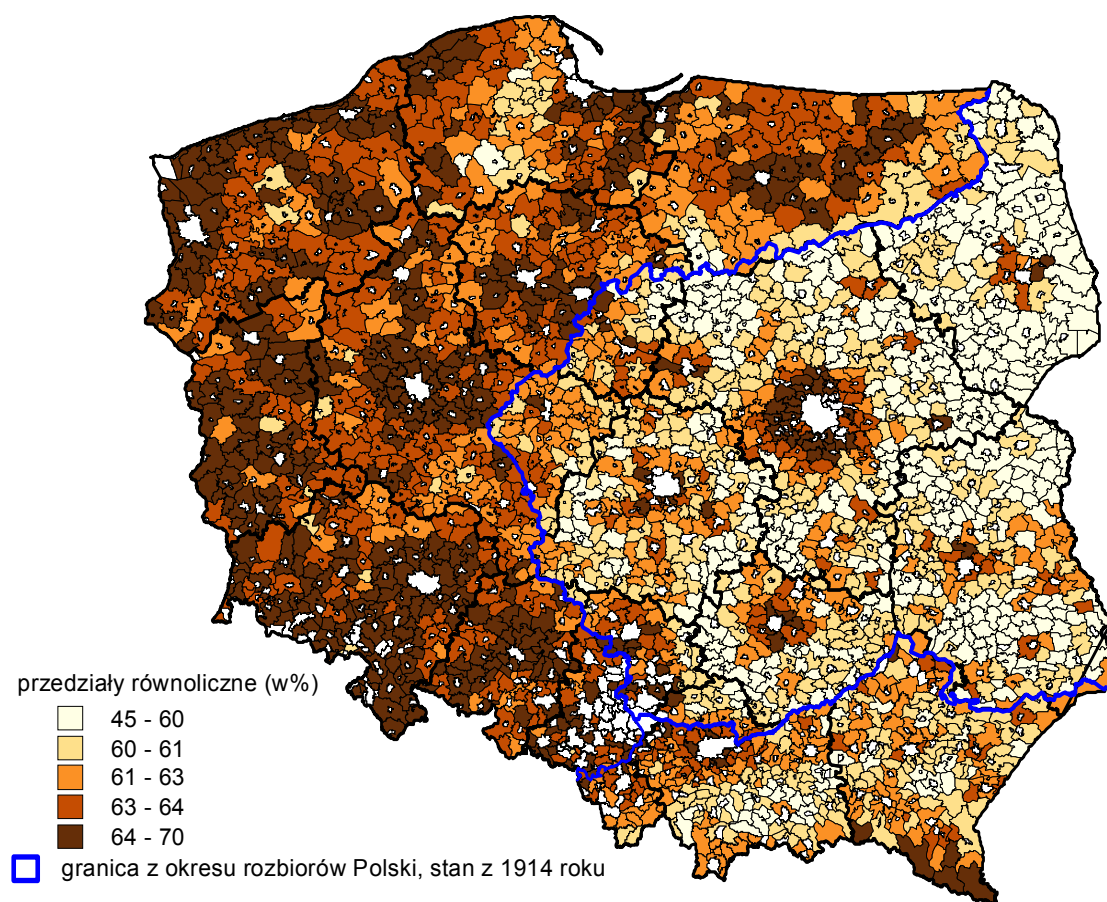 przedziały równoliczne (w%)
45 - 60
60 - 61
61 - 63
63 - 64
64 - 70
granica z okresu rozbiorów Polski, stan z 1914 roku